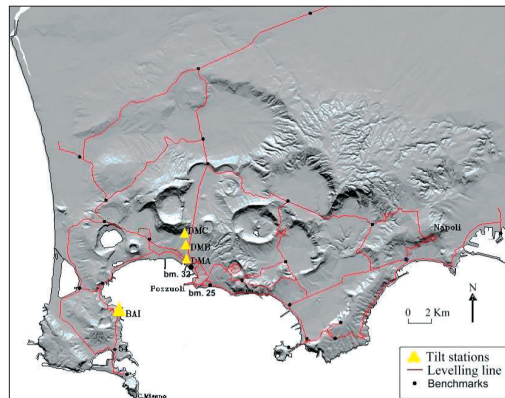 DMC
DMB
DMA
bm. 32
Pozzuoli
bm. 25
BAI
Napoli
N
0 2 Km
Tilt stations
Levelling line
Benchmarks